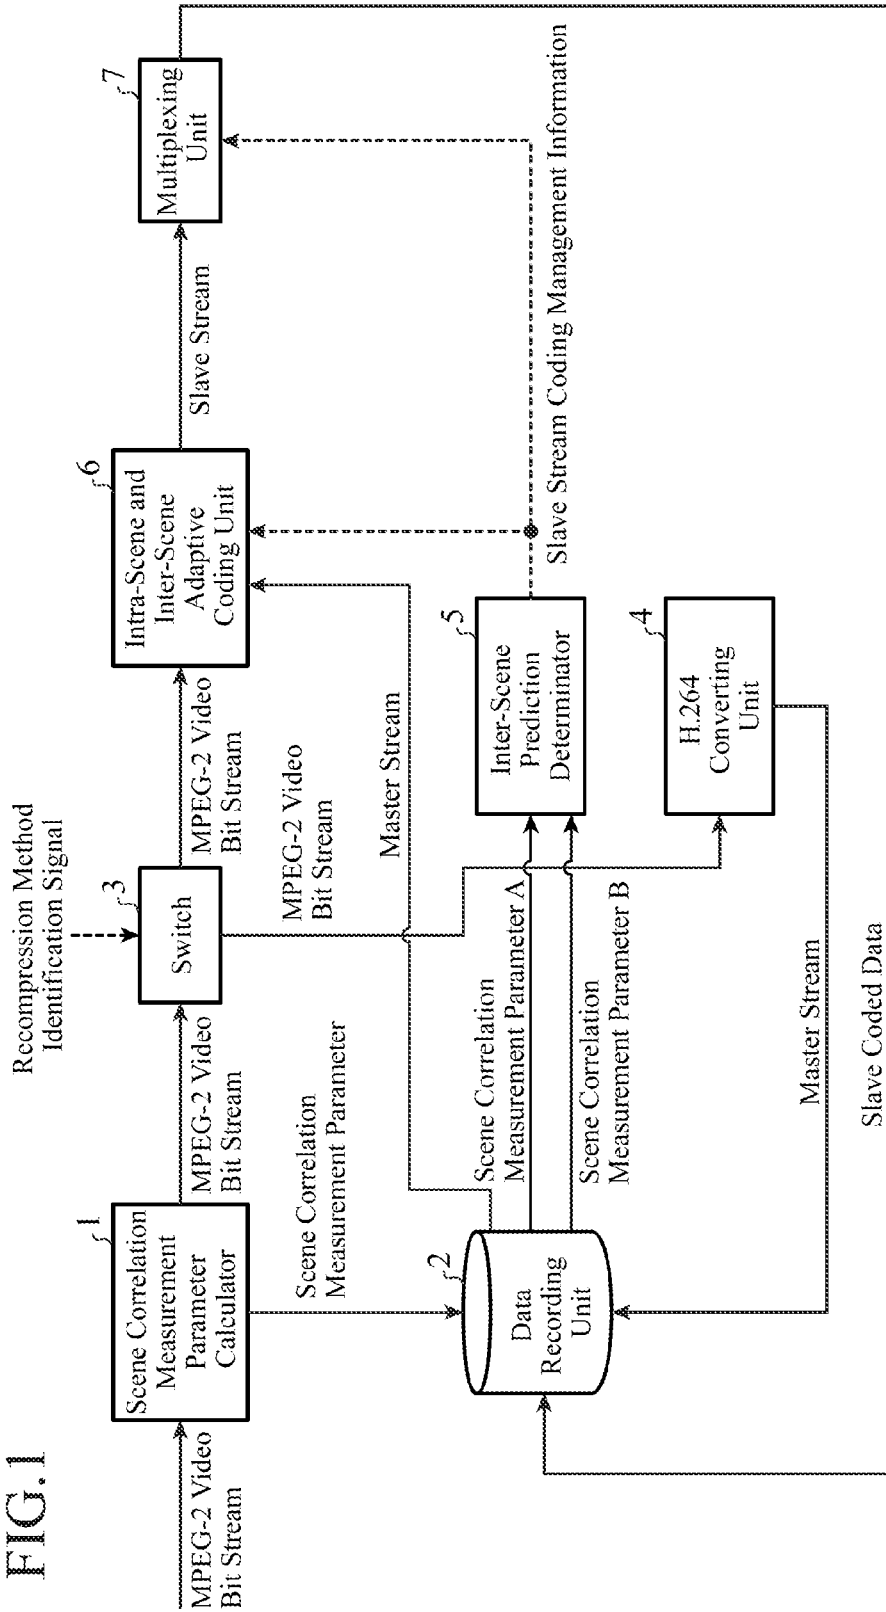 FIG.1
MPEG-2 Video
Bit Stream
1
Scene Correlation
Measurement
Parameter
Calculator
MPEG-2 Video
Bit Stream
Recompression Method
Identification Signal
3
Switch
MPEG-2 Video
Bit Stream
6
Intra-Scene and
Inter-Scene
Adaptive
Coding Unit
Slave Stream
7
Multiplexing
Unit
Scene Correlation
Measurement Parameter
MPEG-2 Video
Bit Stream
Master Stream
2
Data
Recording
Unit
Scene Correlation
Measurement Parameter A
Scene Correlation
Measurement Parameter B
5
Inter-Scene
Prediction
Determinator
Slave Stream Coding Management Information
4
H.264
Converting
Unit
Master Stream
Slave Coded Data